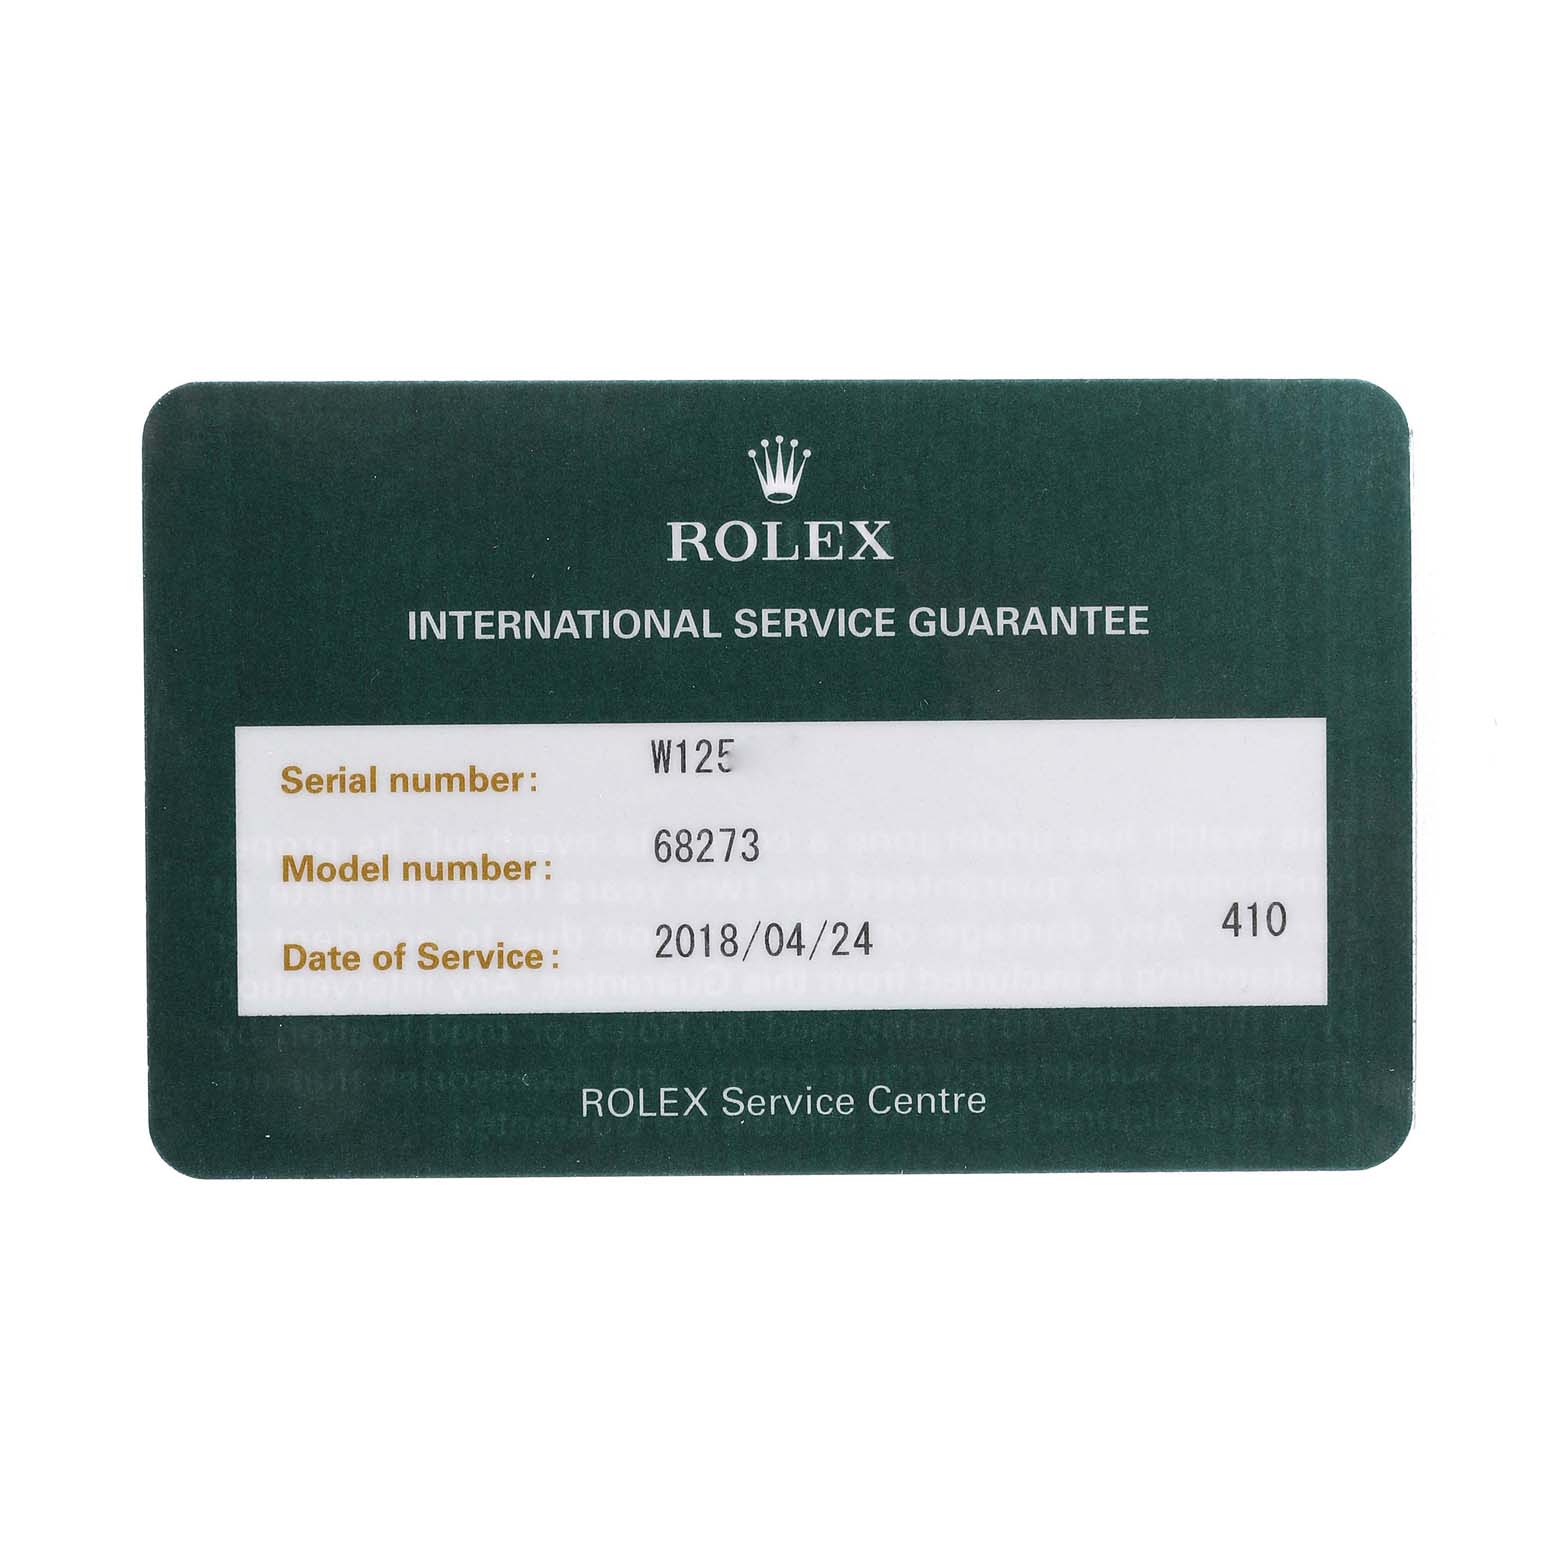 ROLEX
INTERNATIONAL SERVICE GUARANTEE
Serial number: W125
Model number: 68273
Date of Service: 2018/04/24 410
ROLEX Service Centre